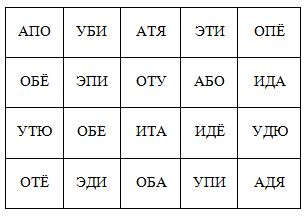 АПО УБИ АТЯ ЭТИ ОПЁ
ОБЁ ЭПИ ОТУ АБО ИДА
УТЮ ОБЕ ИТА ИДЁ УДЮ
ОТЁ ЭДИ ОБА УПИ АДЯ